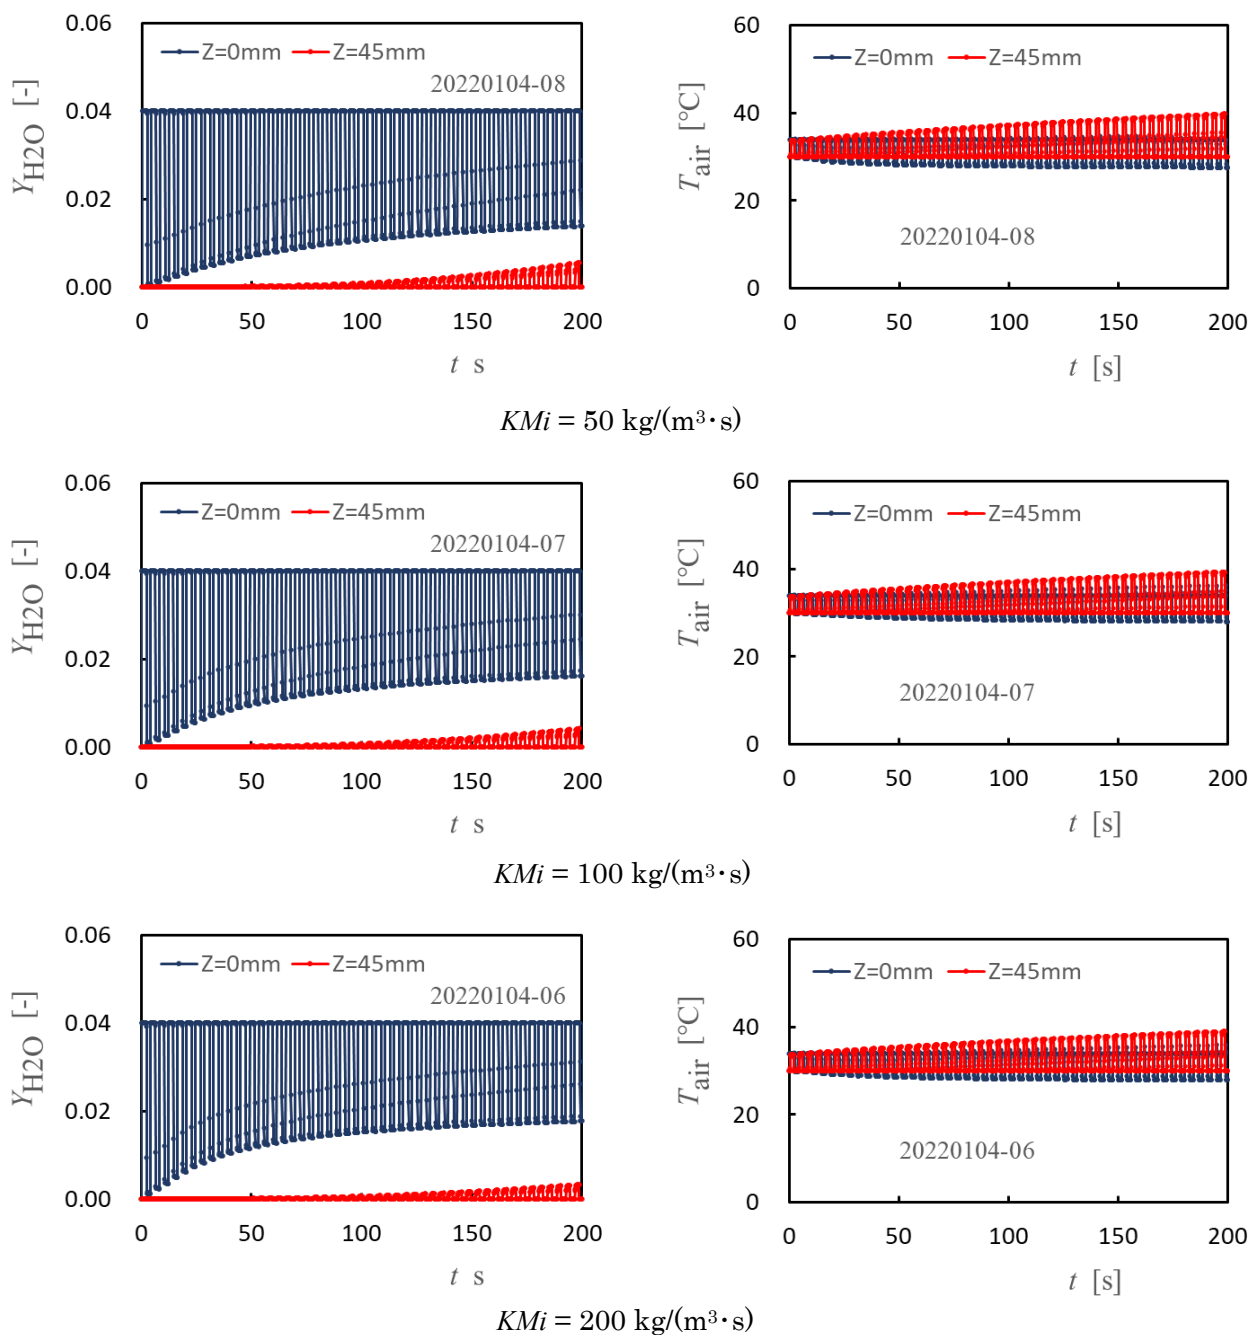 0.06
0.04
0.02
0.00
Y_H2O [-]
Z=0mm Z=45mm
20220104-08
0 50 100 150 200
t s
60
40
20
0
T_air [°C]
Z=0mm Z=45mm
20220104-08
0 50 100 150 200
t [s]
KMi = 50 kg/(m³･s)
0.06
0.04
0.02
0.00
Y_H2O [-]
Z=0mm Z=45mm
20220104-07
0 50 100 150 200
t s
60
40
20
0
T_air [°C]
Z=0mm Z=45mm
20220104-07
0 50 100 150 200
t [s]
KMi = 100 kg/(m³･s)
0.06
0.04
0.02
0.00
Y_H2O [-]
Z=0mm Z=45mm
20220104-06
0 50 100 150 200
t s
60
40
20
0
T_air [°C]
Z=0mm Z=45mm
20220104-06
0 50 100 150 200
t [s]
KMi = 200 kg/(m³･s)